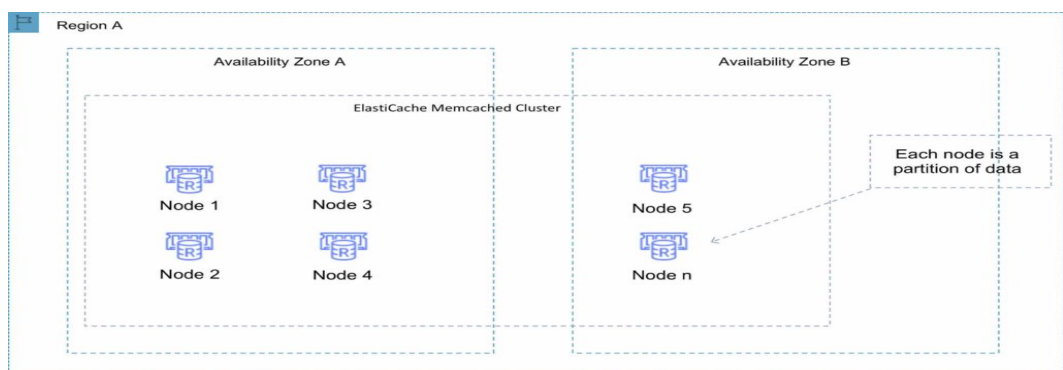 Region A
Availability Zone A
Availability Zone B
ElastiCache Memcached Cluster
Each node is a
partition of data
R
R
R
Node 1
Node 3
Node 5
R
R
R
Node 2
Node 4
Node n